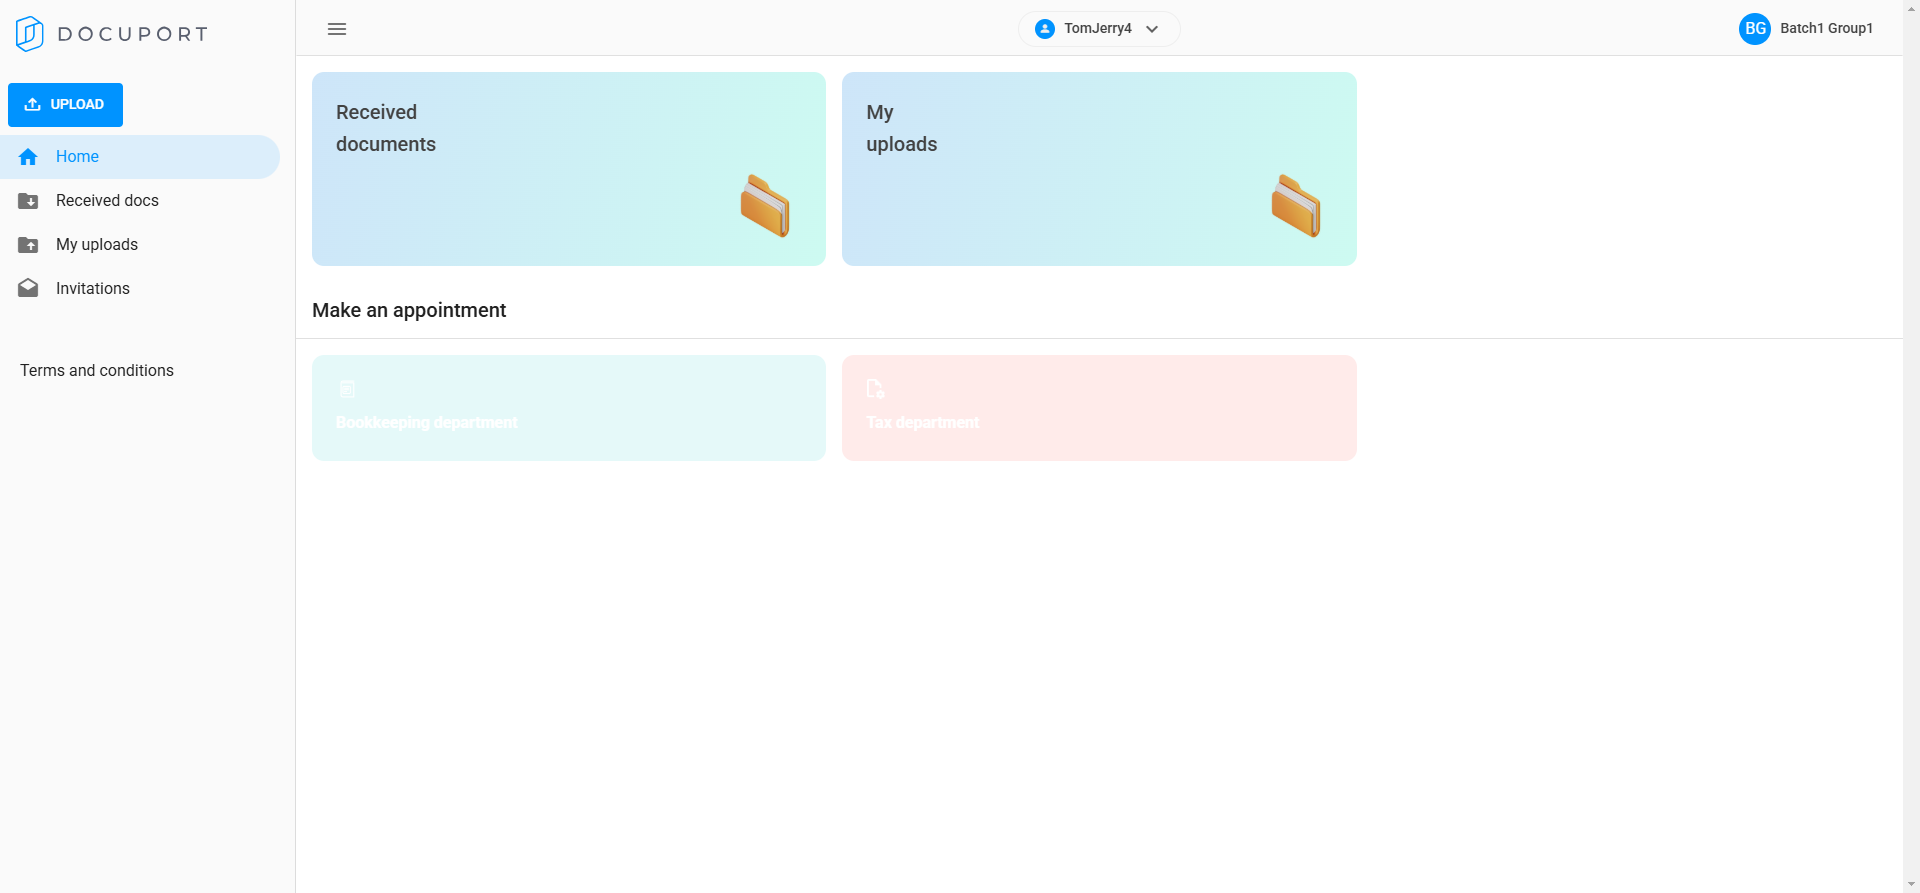 DOCUPORT
TomJerry4
BG Batch1 Group1
UPLOAD
Home
Received docs
My uploads
Invitations
Terms and conditions
Received
documents
My
uploads
Make an appointment
Bookkeeping department
Tax department